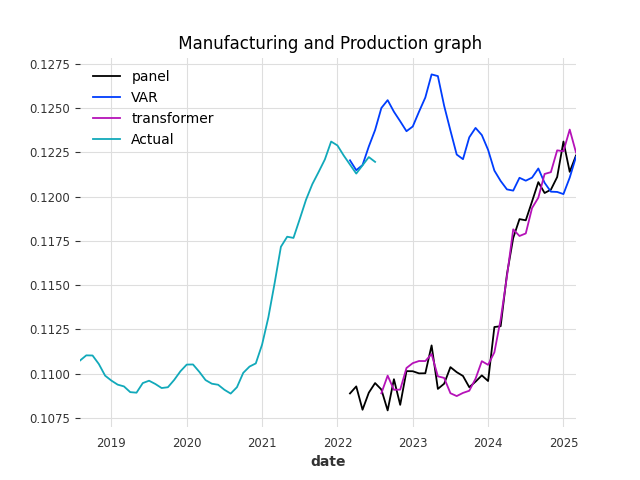 Manufacturing and Production graph
panel
VAR
transformer
Actual
0.1275
0.1250
0.1225
0.1200
0.1175
0.1150
0.1125
0.1100
0.1075
2019 2020 2021 2022 2023 2024 2025
date